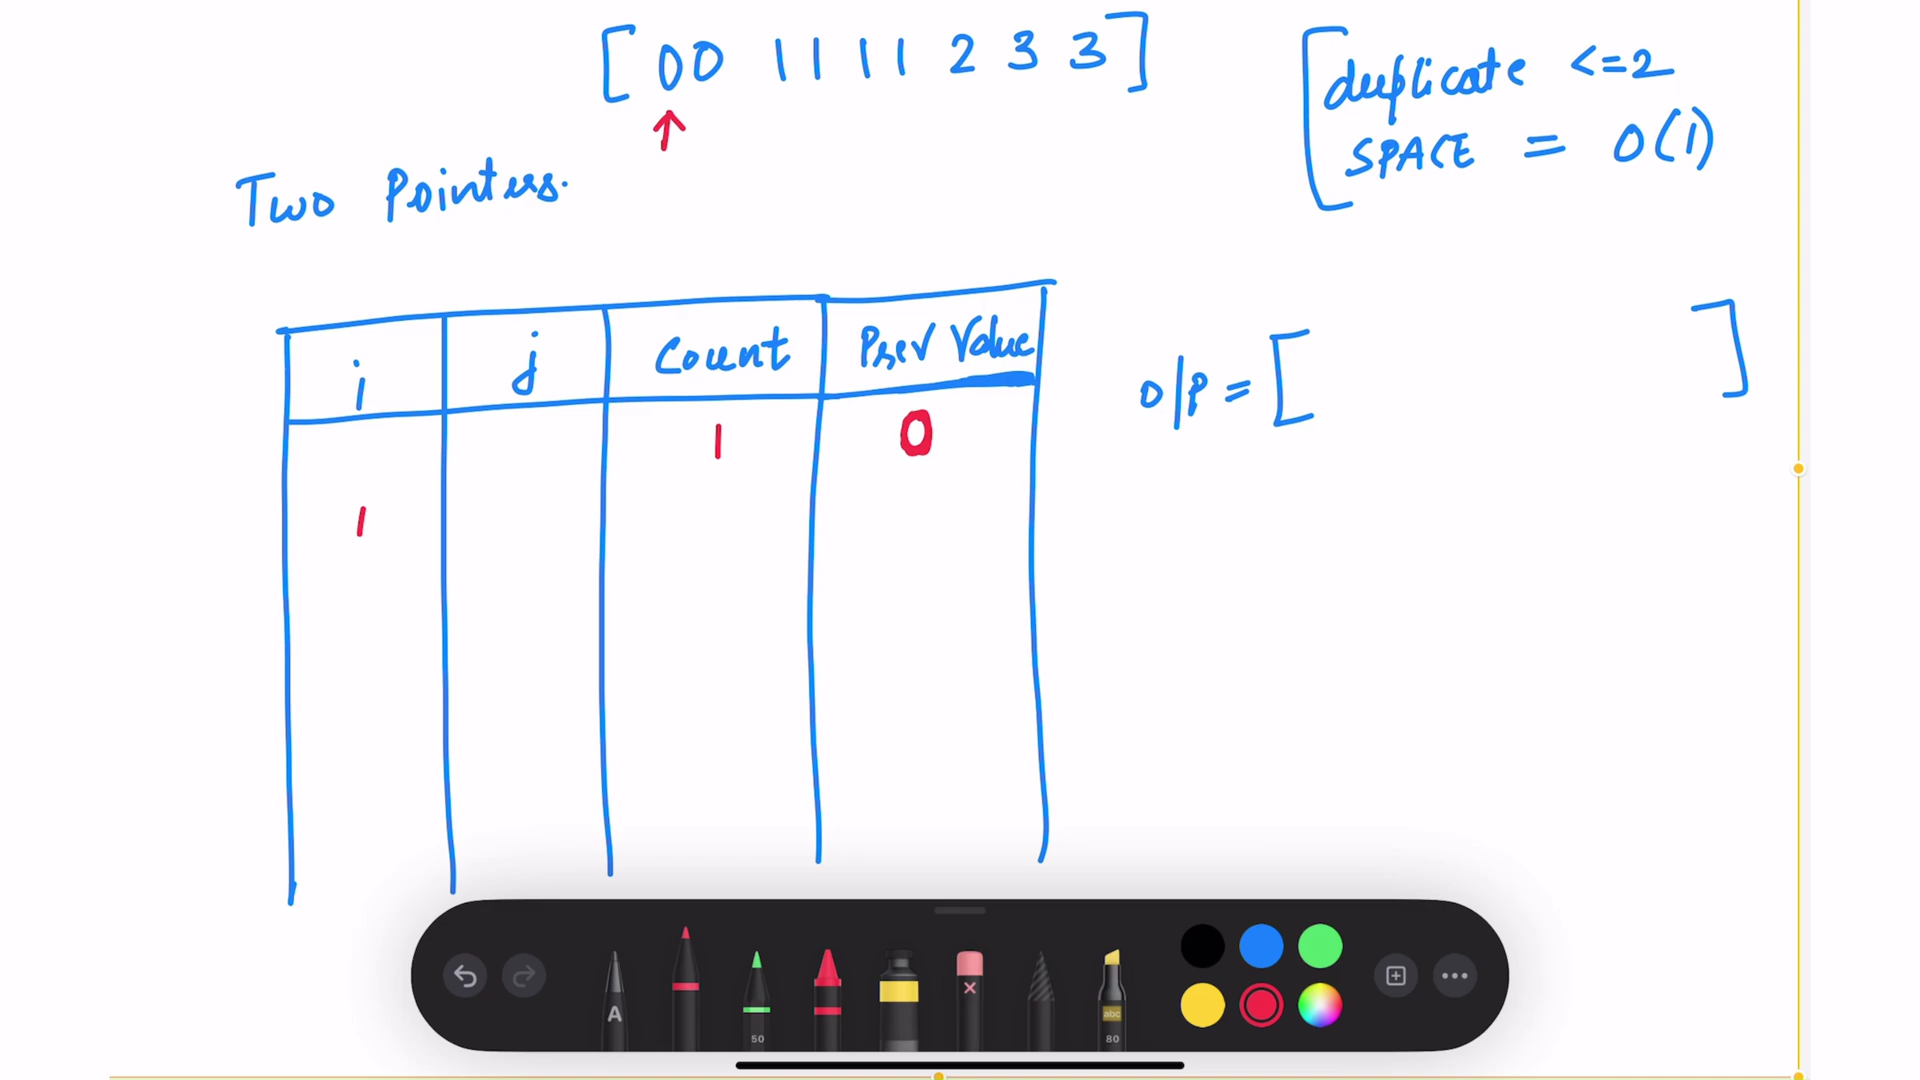 [ 0 0 1 1 1 1 2 3 3 ]
duplicate <=2
SPACE = O(1)
Two Pointers.
i j Count Prev Value
1 0
1
O/P = [ ]
A 50 abc 80